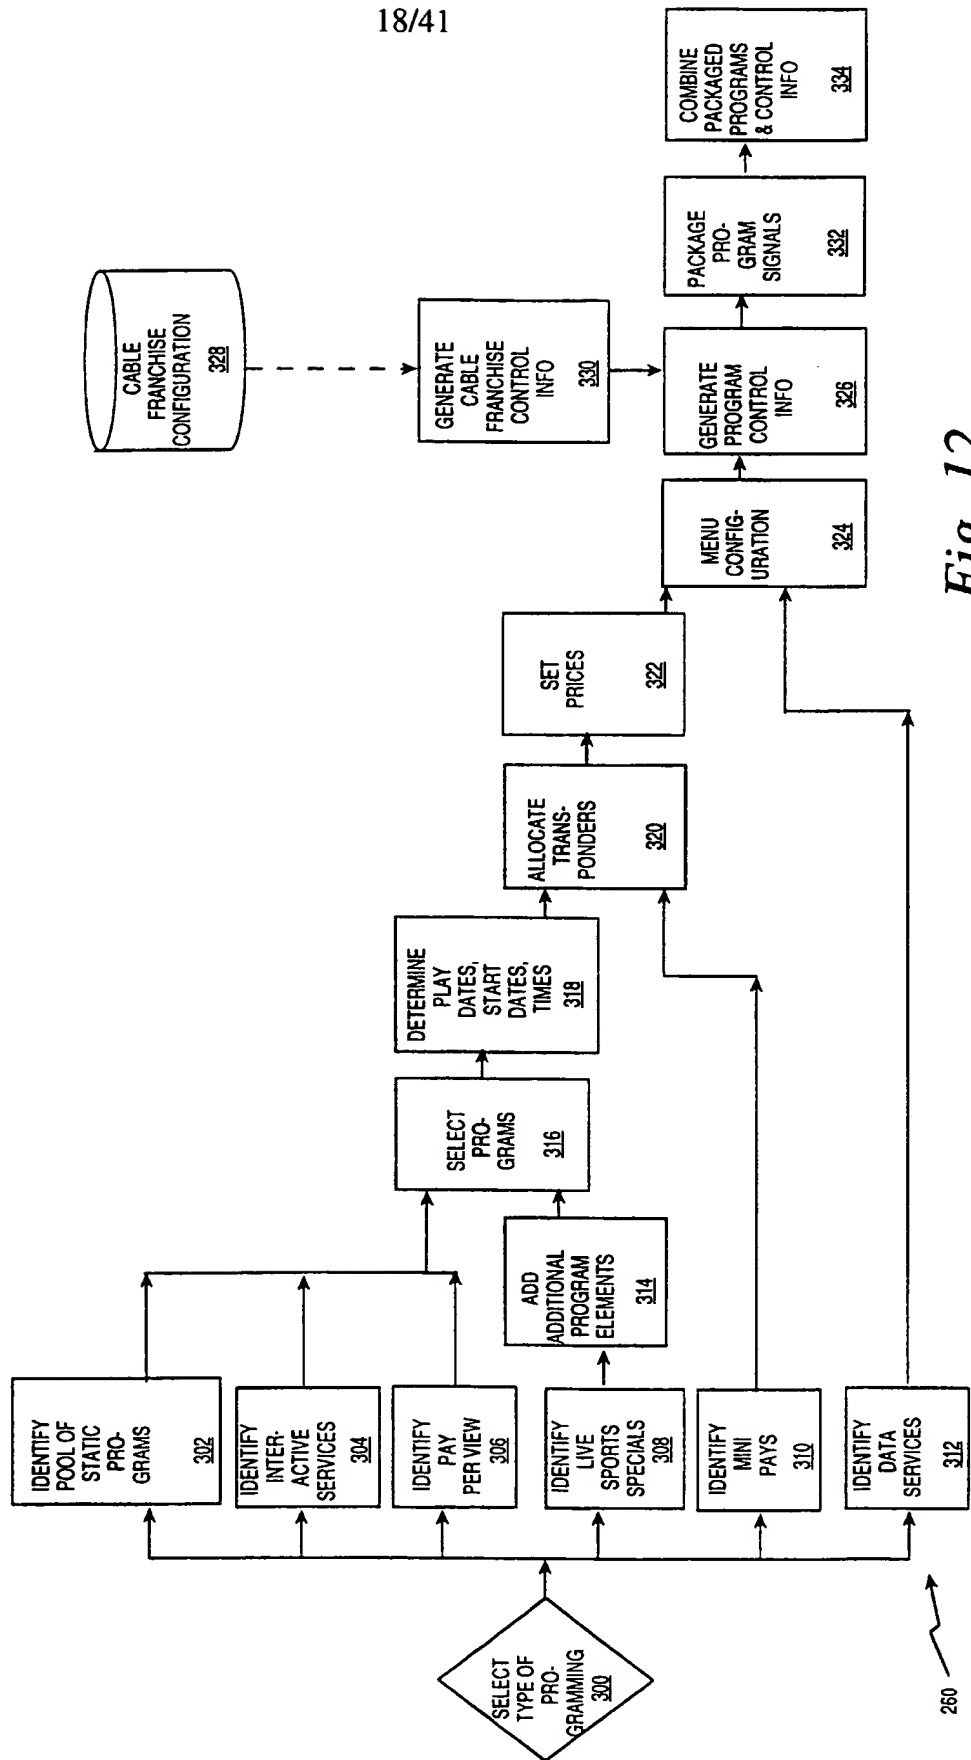 18/41
SELECT
TYPE OF
PRO-
GRAMMING
300
IDENTIFY
POOL OF
STATIC
PRO-
GRAMS
302
IDENTIFY
INTER-
ACTIVE
SERVICES
304
IDENTIFY
PAY
PER VIEW
306
IDENTIFY
LIVE
SPORTS
SPECIALS
308
IDENTIFY
MINI
PAYS
310
IDENTIFY
DATA
SERVICES
312
ADD
ADDITIONAL
PROGRAM
ELEMENTS
314
SELECT
PRO-
GRAMS
316
DETERMINE
PLAY
DATES,
START
DATES,
TIMES
318
ALLOCATE
TRANS-
PONDERS
320
SET
PRICES
322
MENU
CONFIG-
URATION
324
CABLE
FRANCHISE
CONFIGURATION
328
GENERATE
CABLE
FRANCHISE
CONTROL
INFO
330
GENERATE
PROGRAM
CONTROL
INFO
326
PACKAGE
PRO-
GRAM
SIGNALS
332
COMBINE
PACKAGED
PROGRAMS
& CONTROL
INFO
334
260
Fig. 12